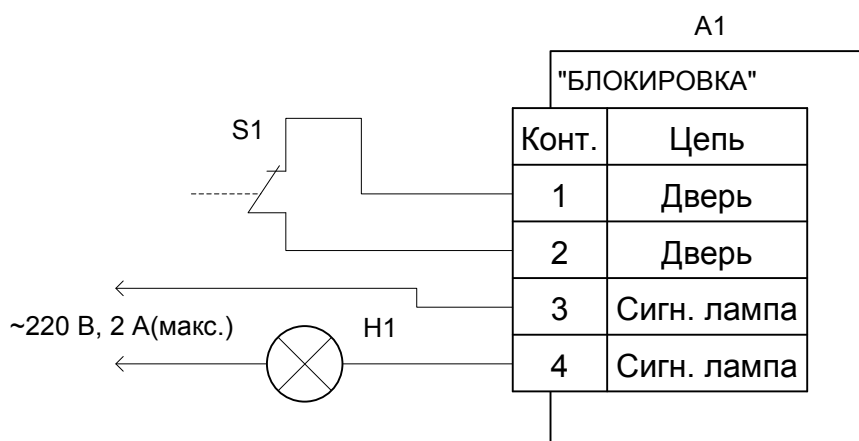 A1
"БЛОКИРОВКА"
S1
Конт. Цепь
1 Дверь
2 Дверь
3 Сигн. лампа
~220 В, 2 А(макс.)
H1
4 Сигн. лампа